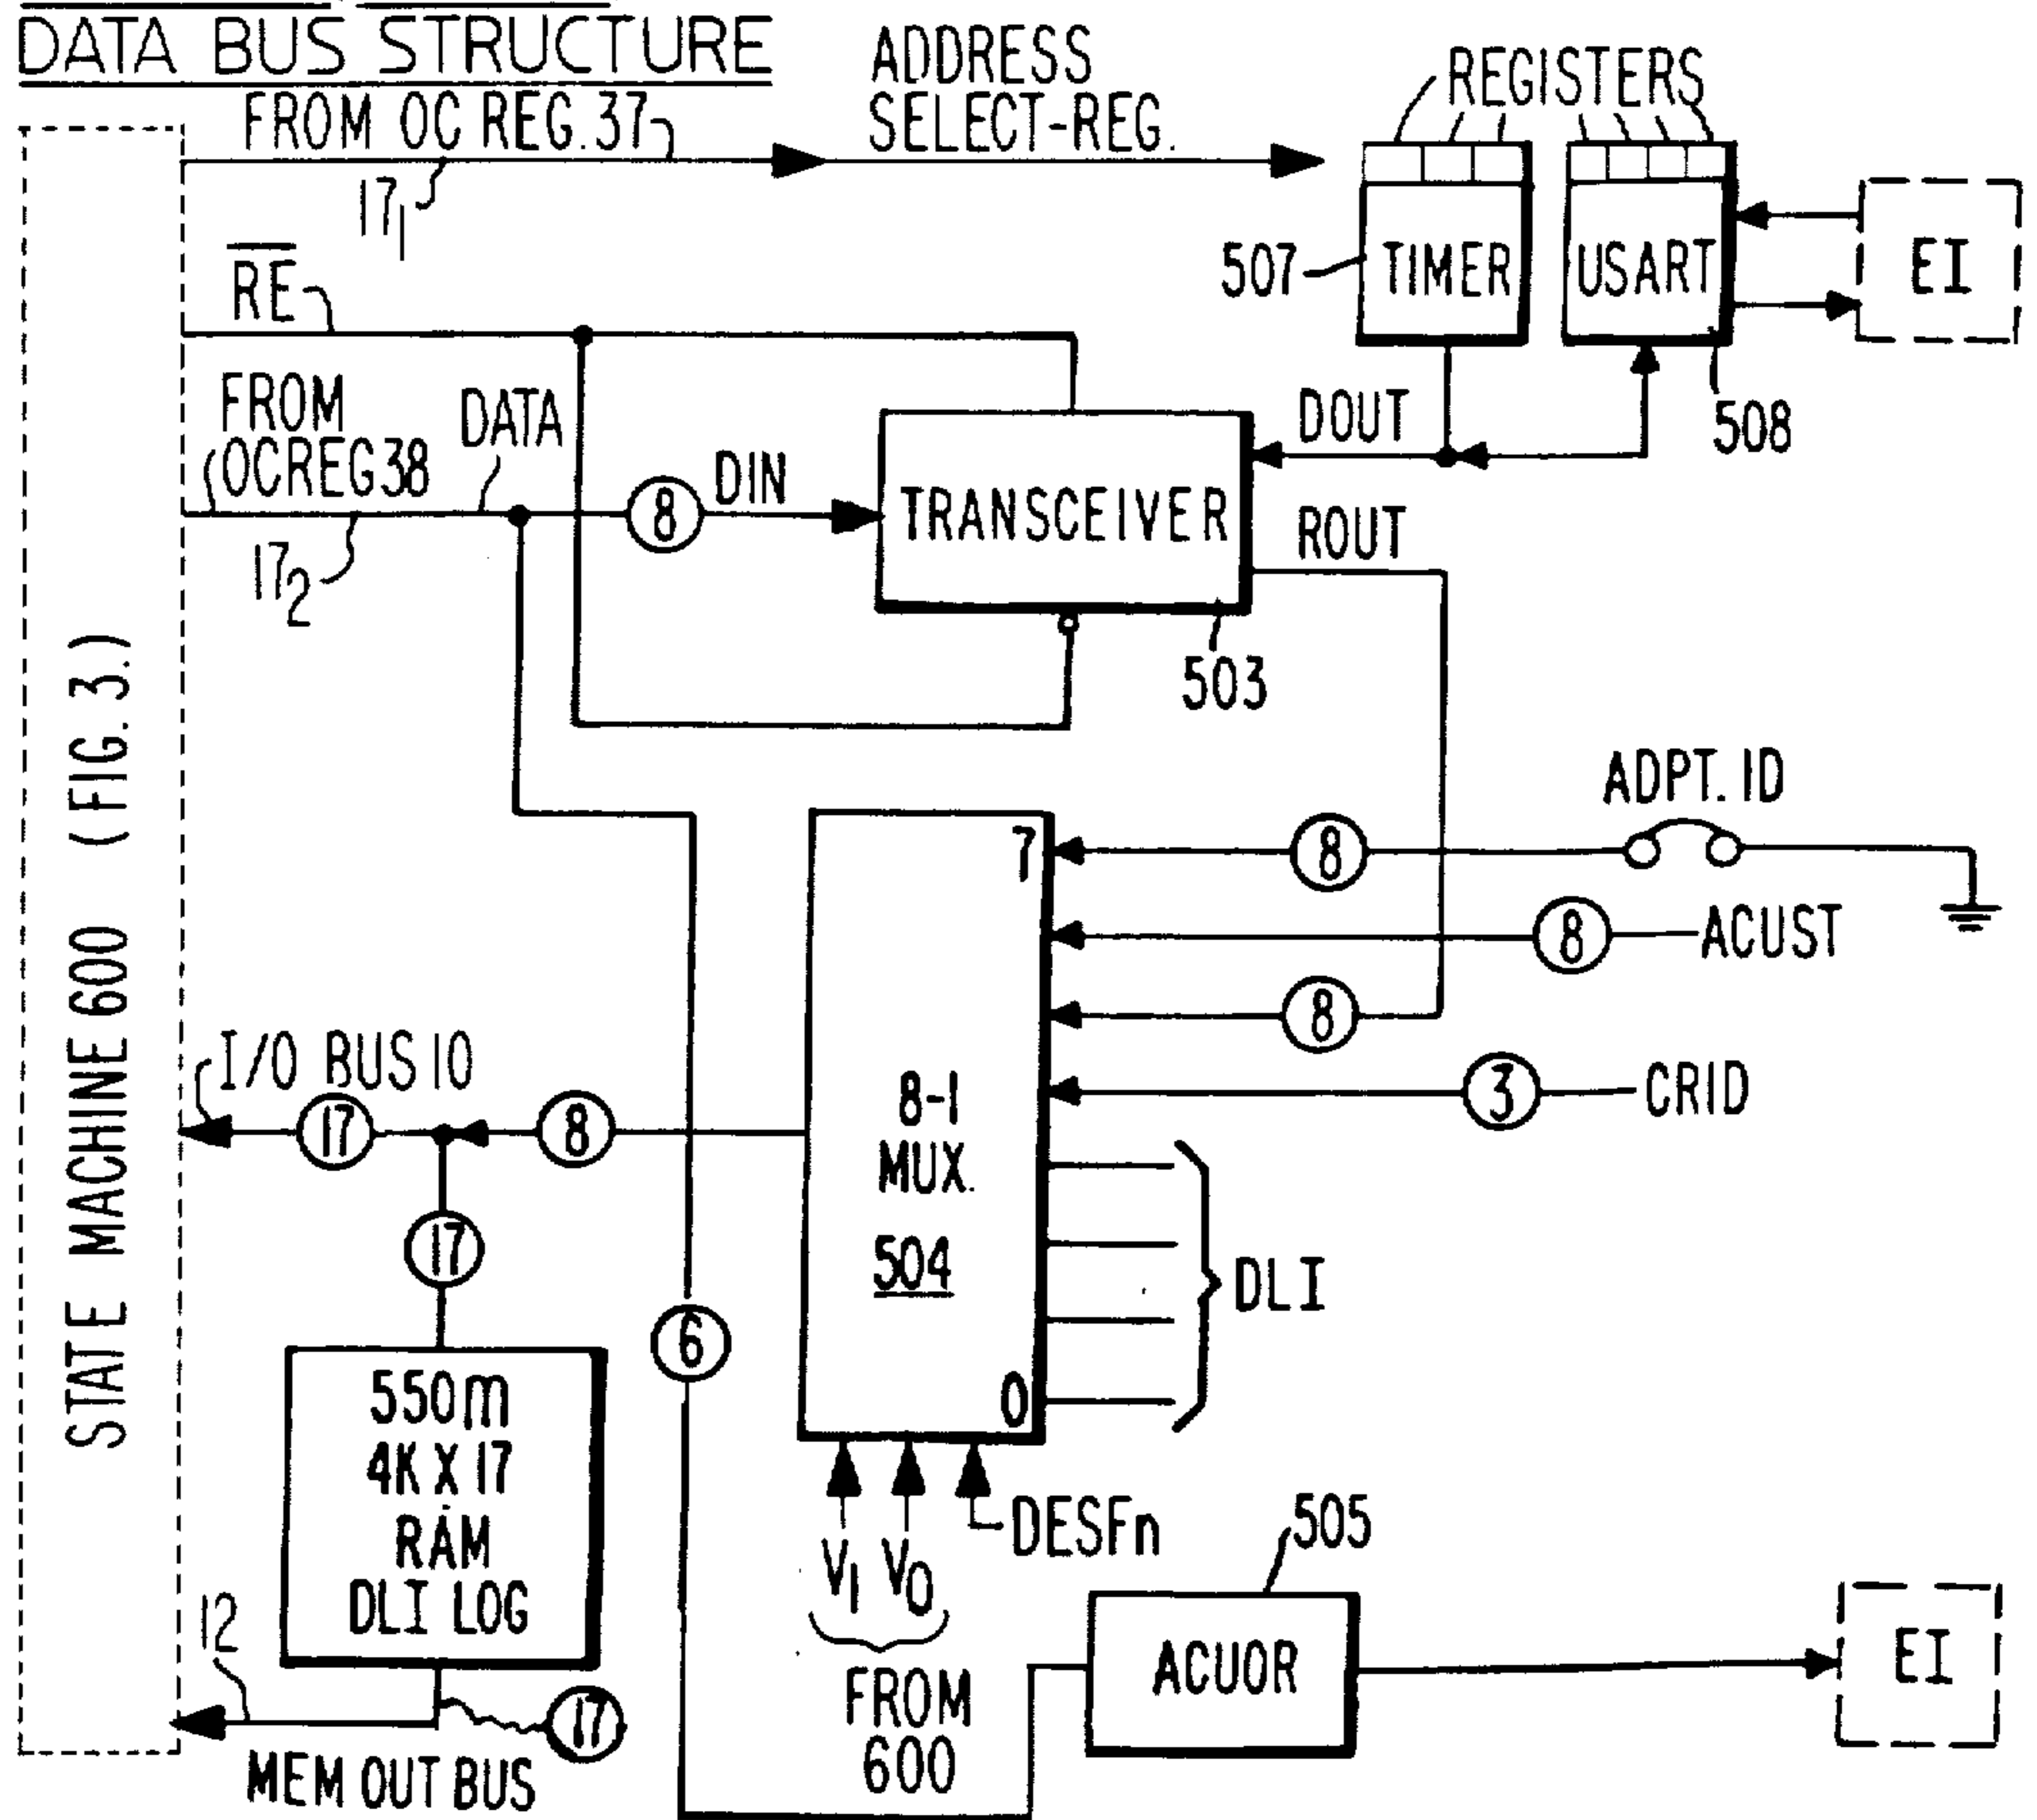 DATA BUS STRUCTURE
FROM OC REG. 37
ADDRESS
SELECT-REG.
REGISTERS
17₁
RE
507
TIMER
USART
EI
508
FROM
OCREG 38
DATA
8
DIN
TRANSCEIVER
DOUT
ROUT
17₂
503
STATE MACHINE 600 (FIG. 3.)
ADPT. ID
7
8
8
ACUST
8
I/O BUS 10
17
8
8-1
MUX.
504
3
CRID
17
DLI
6
0
550m
4K X 17
RAM
DLI LOG
V₁ V₀
DESFn
FROM
600
505
ACUOR
EI
12
17
MEM OUT BUS